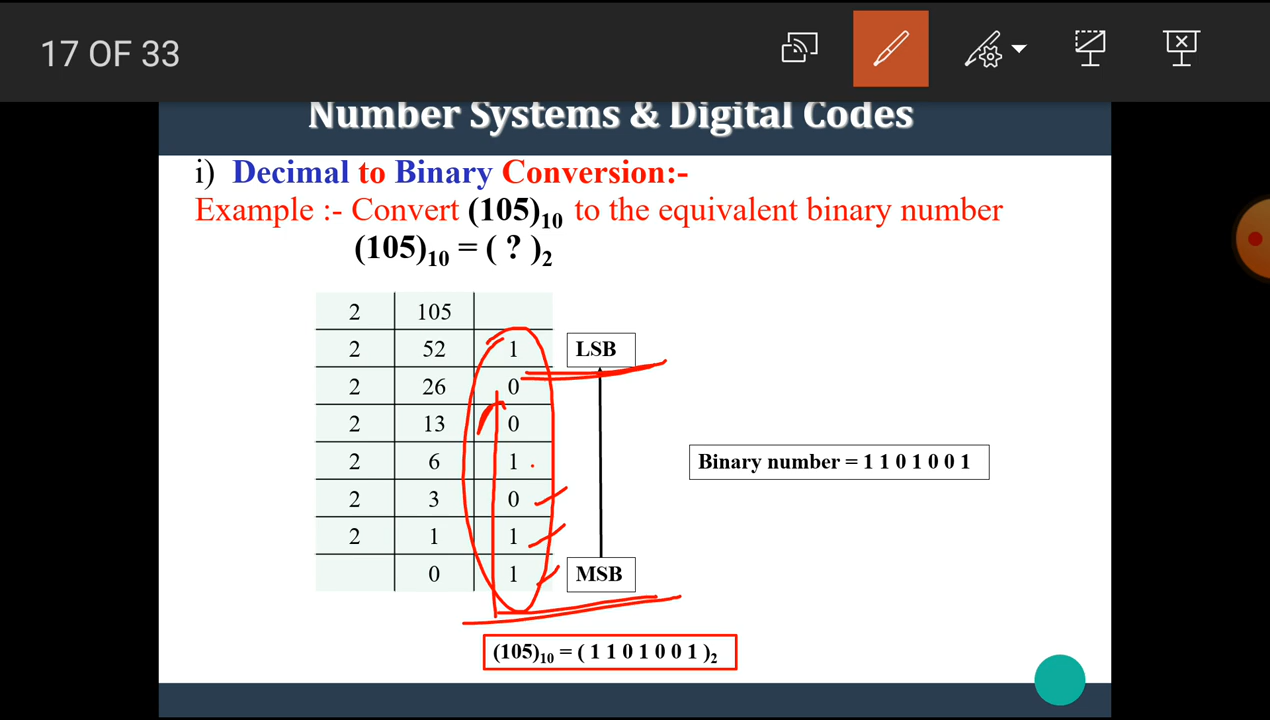 17 OF 33
Number Systems & Digital Codes
i) Decimal to Binary Conversion:-
Example :- Convert (105)₁₀ to the equivalent binary number
(105)₁₀ = ( ? )₂
2 105
2 52 1 LSB
2 26 0
2 13 0
2 6 1
2 3 0
2 1 1
0 1 MSB
Binary number = 1 1 0 1 0 0 1
(105)₁₀ = ( 1 1 0 1 0 0 1 )₂